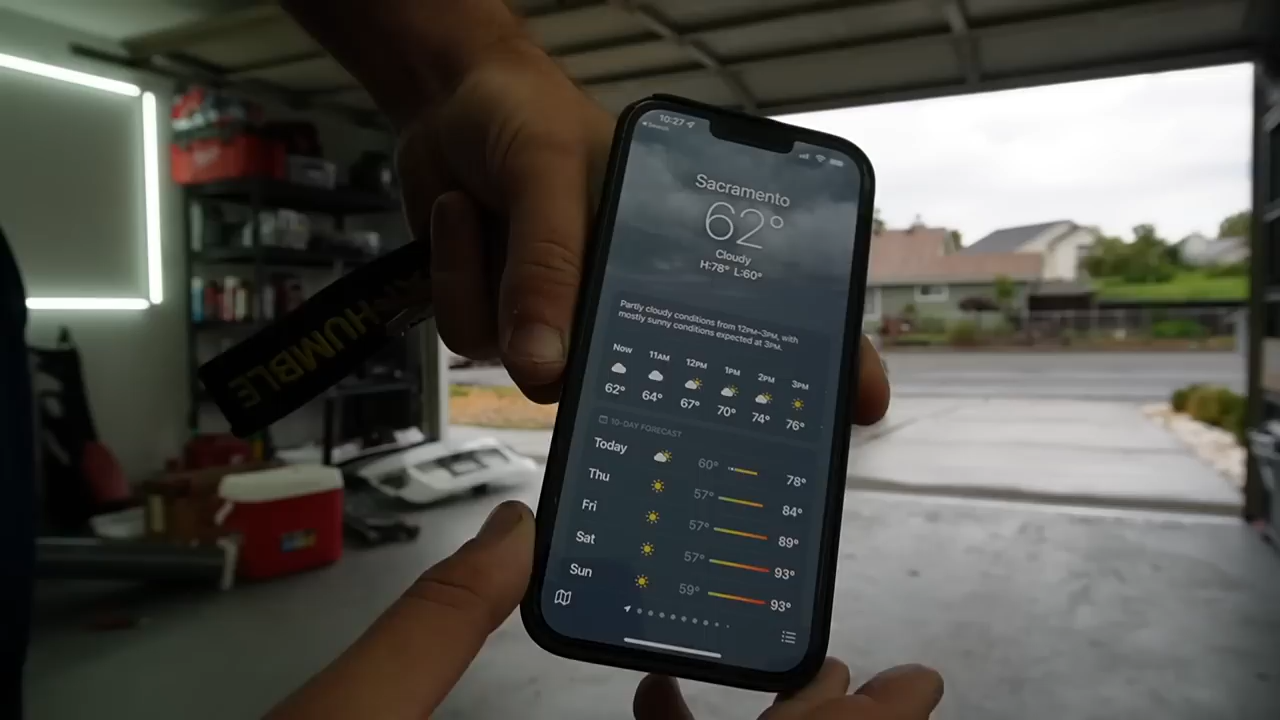 10:27
Search
Sacramento
62°
Cloudy
H:78° L:60°
Partly cloudy conditions from 12PM–3PM, with
mostly sunny conditions expected at 3PM.
Now 11AM 12PM 1PM 2PM 3PM
62° 64° 67° 70° 74° 76°
10-DAY FORECAST
Today 60° 78°
Thu 57° 84°
Fri 57° 89°
Sat 57° 93°
Sun 59° 93°
HUMBLE